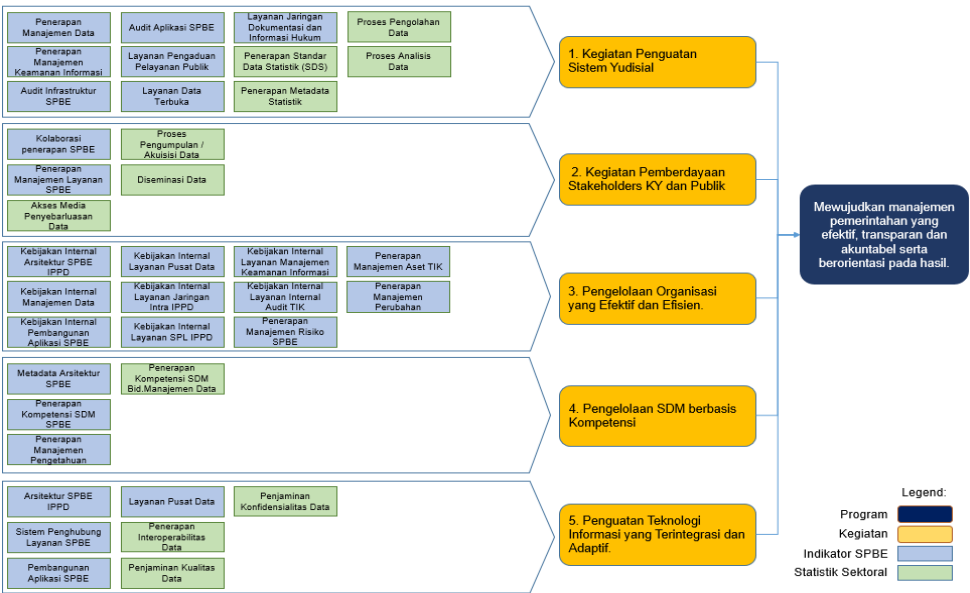 Penerapan
Manajemen Data
Audit Aplikasi SPBE
Layanan Jaringan
Dokumentasi dan
Informasi Hukum
Proses Pengolahan
Data
Penerapan
Manajemen
Keamanan Informasi
Layanan Pengaduan
Pelayanan Publik
Penerapan Standar
Data Statistik (SDS)
Proses Analisis
Data
Audit Infrastruktur
SPBE
Layanan Data
Terbuka
Penerapan Metadata
Statistik
1. Kegiatan Penguatan
Sistem Yudisial
Kolaborasi
penerapan SPBE
Proses
Pengumpulan /
Akuisisi Data
Penerapan
Manajemen Layanan
SPBE
Diseminasi Data
Akses Media
Penyebarluasan
Data
2. Kegiatan Pemberdayaan
Stakeholders KY dan Publik
Kebijakan Internal
Arsitektur SPBE
IPPD
Kebijakan Internal
Layanan Pusat Data
Kebijakan Internal
Layanan Manajemen
Keamanan Informasi
Penerapan
Manajemen Aset TIK
Kebijakan Internal
Manajemen Data
Kebijakan Internal
Layanan Jaringan
Intra IPPD
Kebijakan Internal
Layanan Internal
Audit TIK
Penerapan
Manajemen
Perubahan
Kebijakan Internal
Pembangunan
Aplikasi SPBE
Kebijakan Internal
Layanan SPL IPPD
Penerapan
Manajemen Risiko
SPBE
3. Pengelolaan Organisasi
yang Efektif dan Efisien.
Metadata Arsitektur
SPBE
Penerapan
Kompetensi SDM
Bid.Manajemen Data
Penerapan
Kompetensi SDM
SPBE
Penerapan
Manajemen
Pengetahuan
4. Pengelolaan SDM berbasis
Kompetensi
Arsitektur SPBE
IPPD
Layanan Pusat Data
Penjaminan
Konfidensialitas Data
Sistem Penghubung
Layanan SPBE
Penerapan
Interoperabilitas
Data
Pembangunan
Aplikasi SPBE
Penjaminan Kualitas
Data
5. Penguatan Teknologi
Informasi yang Terintegrasi dan
Adaptif.
Mewujudkan manajemen
pemerintahan yang
efektif, transparan dan
akuntabel serta
berorientasi pada hasil.
Legend:
Program
Kegiatan
Indikator SPBE
Statistik Sektoral